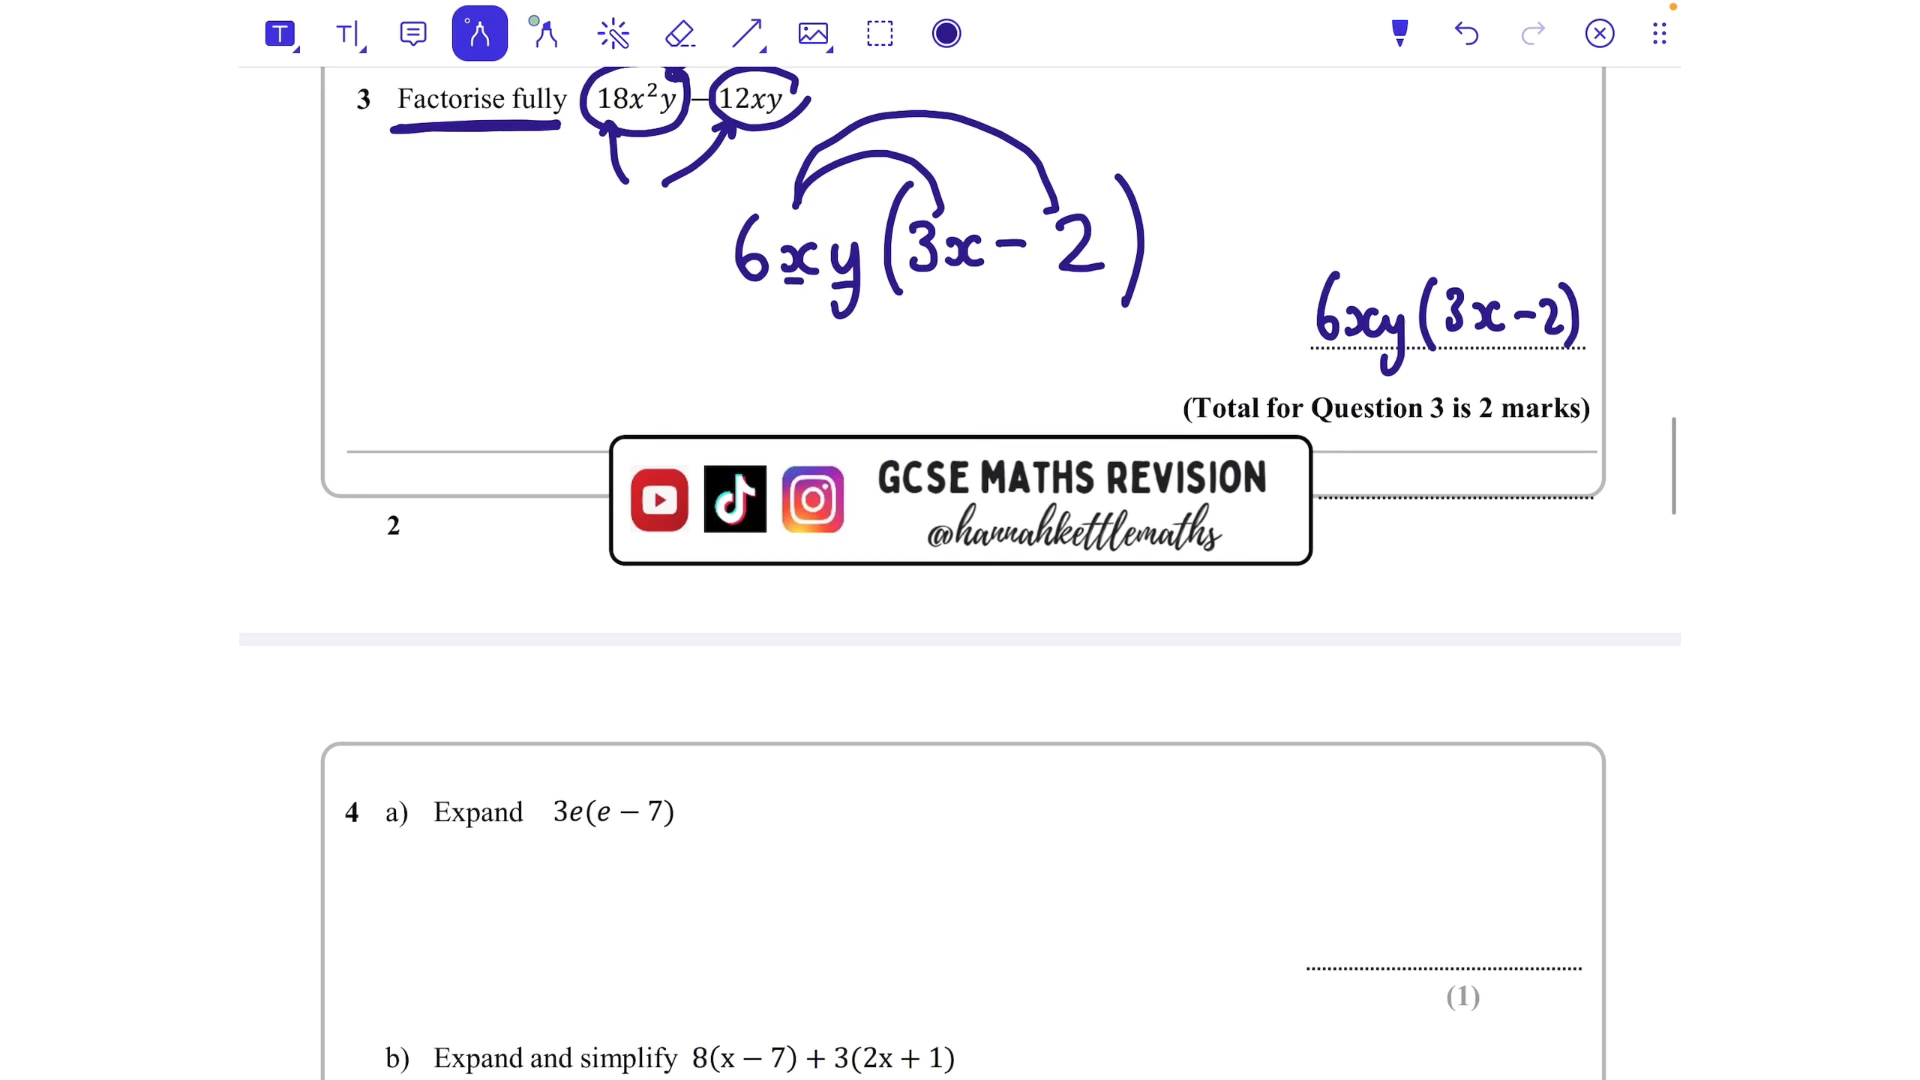 T T|
3 Factorise fully 18x²y – 12xy
6xy(3x – 2)
6xy(3x – 2)
(Total for Question 3 is 2 marks)
GCSE MATHS REVISION
@hannahkettlemaths
2
4 a) Expand 3e(e – 7)
(1)
b) Expand and simplify 8(x – 7) + 3(2x + 1)